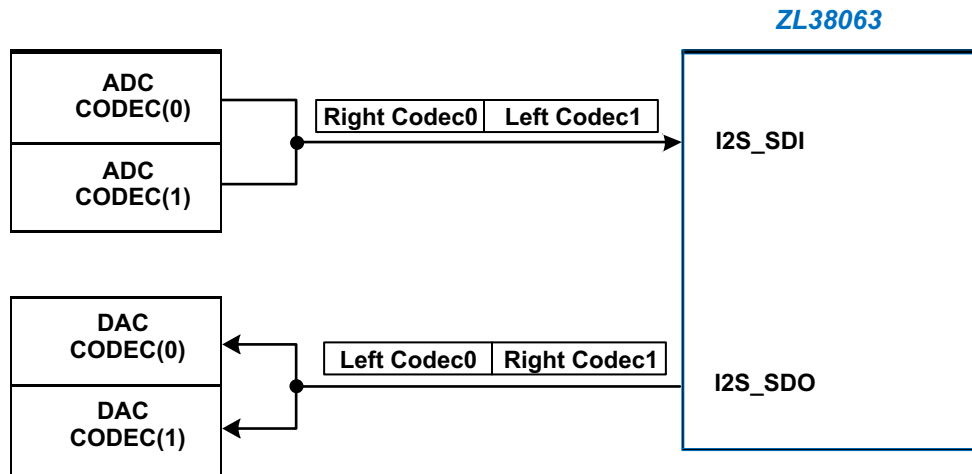 ZL38063
ADC
CODEC(0)
ADC
CODEC(1)
Right Codec0 Left Codec1
I2S_SDI
DAC
CODEC(0)
DAC
CODEC(1)
Left Codec0 Right Codec1
I2S_SDO